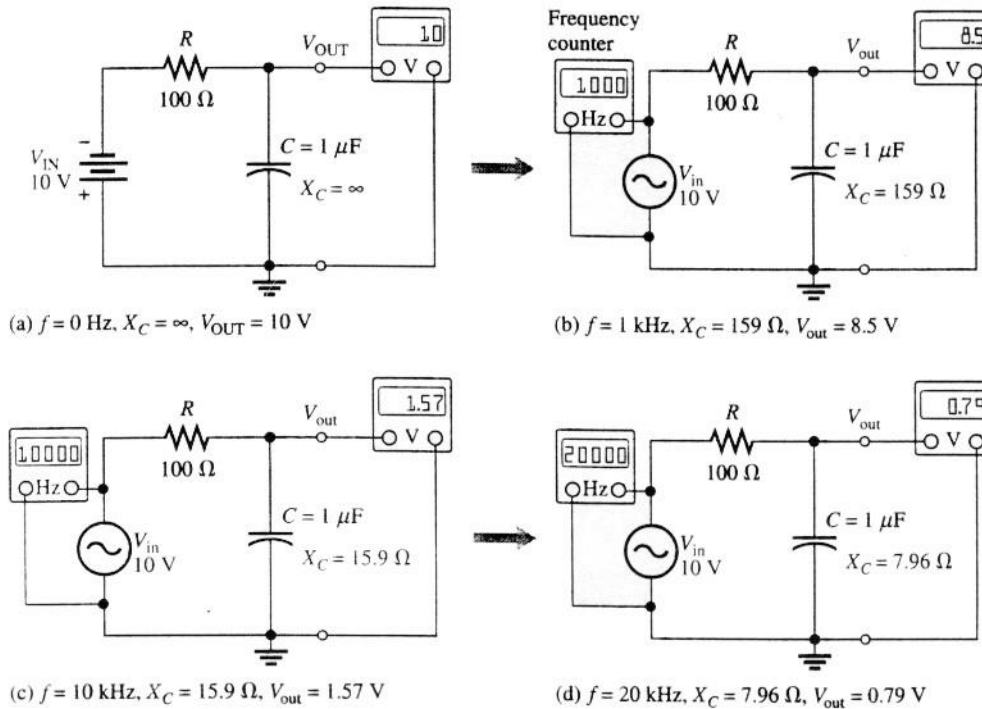 R
100 Ω
V_OUT
10
V
−
V_IN
10 V
+
C = 1 μF
X_C = ∞
(a) f = 0 Hz, X_C = ∞, V_OUT = 10 V
Frequency
counter
1000
Hz
R
100 Ω
V_out
8.5
V
V_in
10 V
C = 1 μF
X_C = 159 Ω
(b) f = 1 kHz, X_C = 159 Ω, V_out = 8.5 V
10000
Hz
R
100 Ω
V_out
1.57
V
V_in
10 V
C = 1 μF
X_C = 15.9 Ω
(c) f = 10 kHz, X_C = 15.9 Ω, V_out = 1.57 V
20000
Hz
R
100 Ω
V_out
V
V_in
10 V
C = 1 μF
X_C = 7.96 Ω
(d) f = 20 kHz, X_C = 7.96 Ω, V_out = 0.79 V